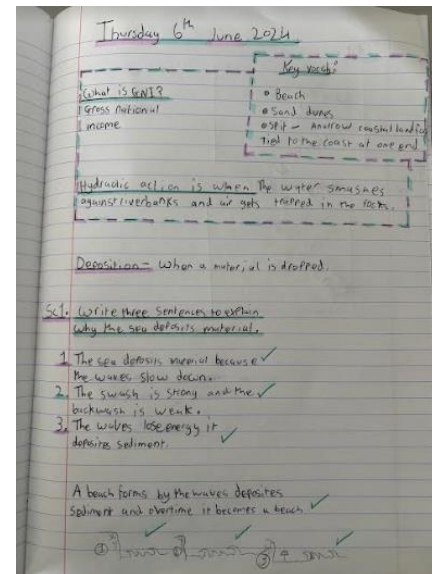 Thursday 6th June 2024
Key vocab:
What is GNI?
Gross national
income
Beach
Sand dunes
Spit - A narrow coastal landform
tied to the coast at one end
Hydraulic action is when the water smashes
against riverbanks and air gets trapped in the rocks.
Deposition - when a material is dropped.
Sc1. Write three sentences to explain
why the sea deposits material.
1. The sea deposits material because
the waves slow down.
2. The swash is strong and the
backwash is weak.
3. The waves lose energy it
deposites sediment.
A beach forms by the waves deposites
sediment and overtime it becomes a beach
① ② ③